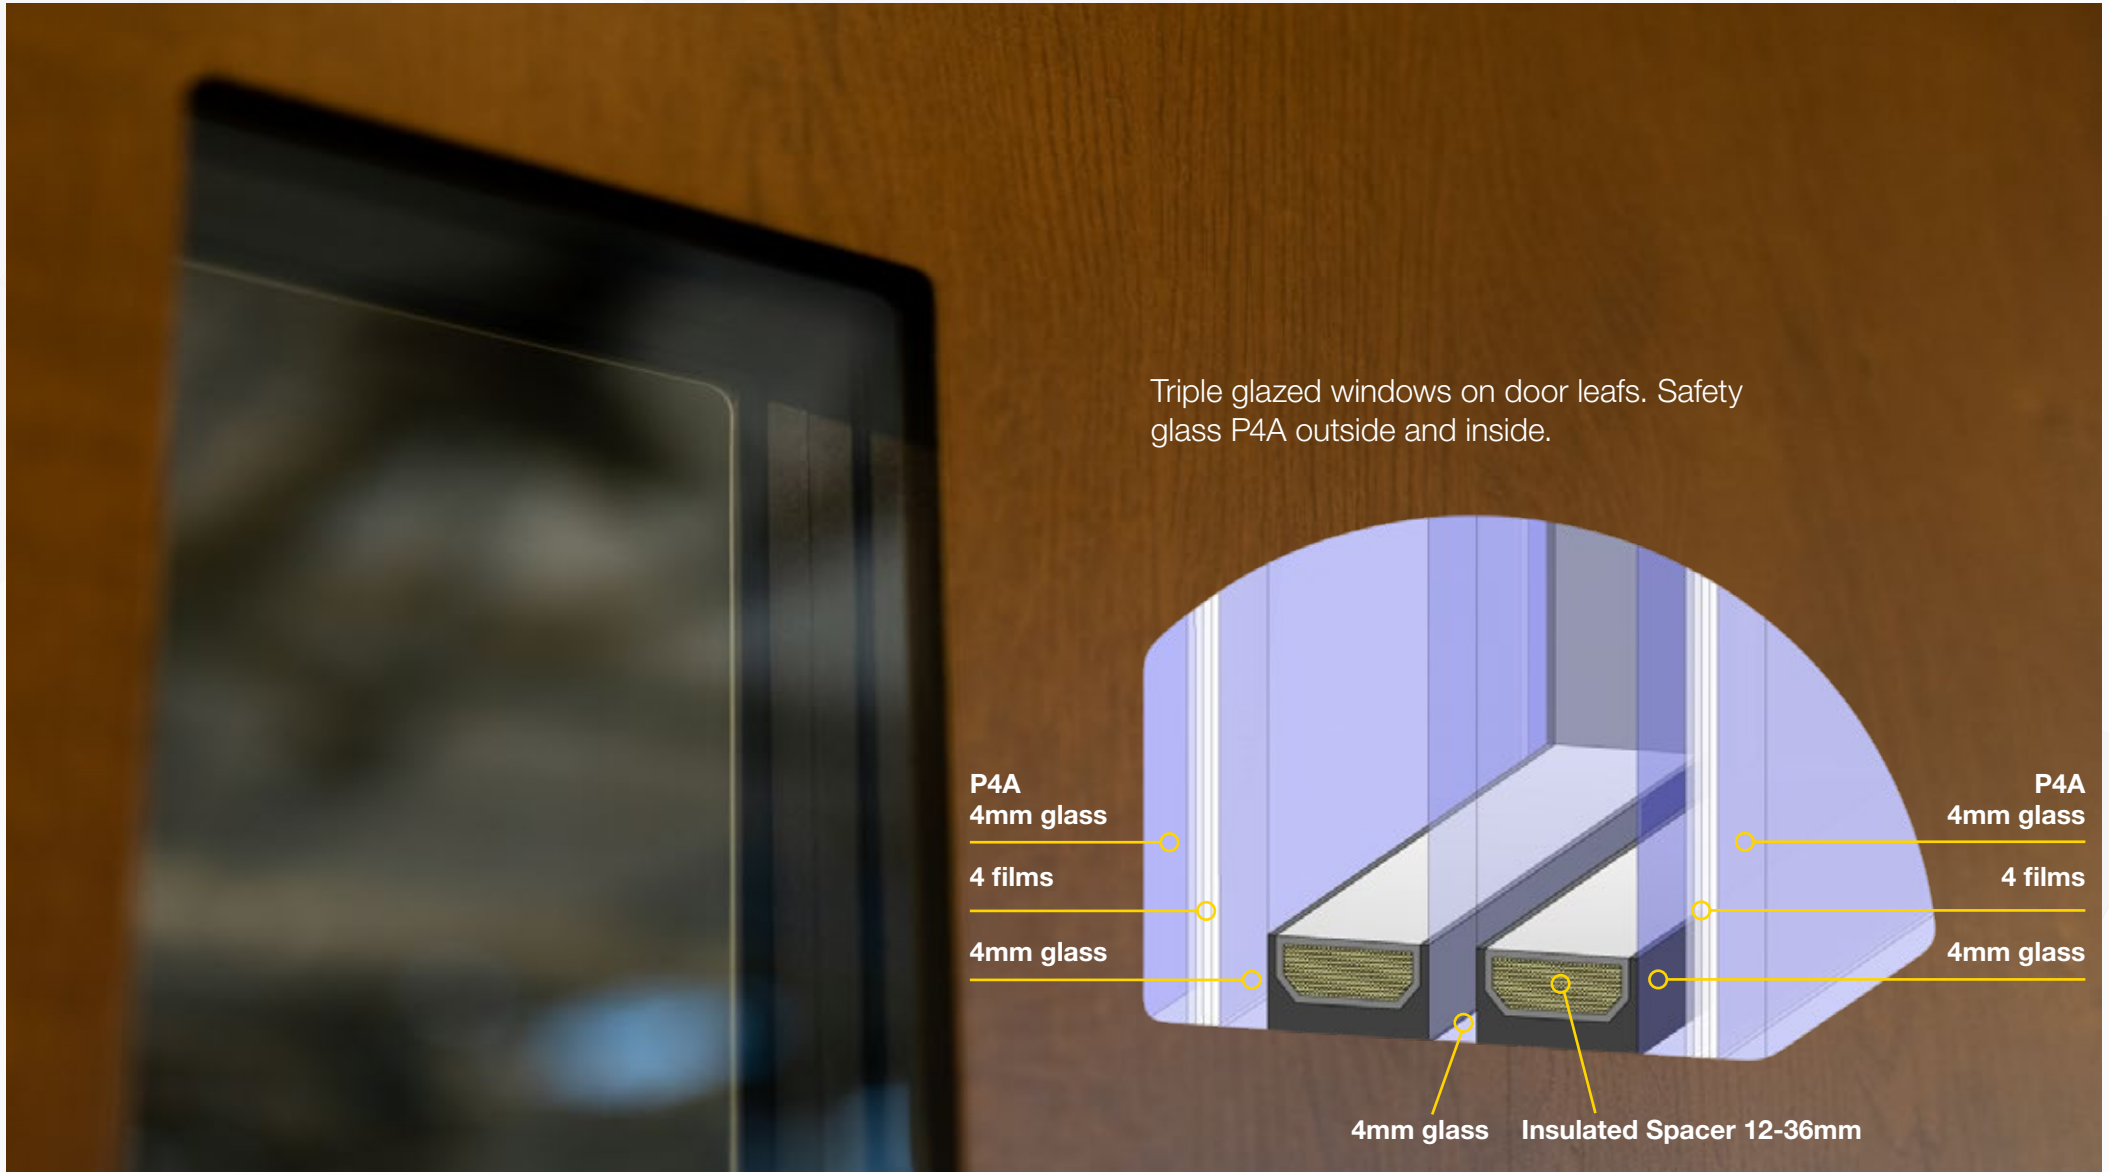 Triple glazed windows on door leafs. Safety
glass P4A outside and inside.
P4A
4mm glass
4 films
4mm glass
P4A
4mm glass
4 films
4mm glass
4mm glass
Insulated Spacer 12-36mm